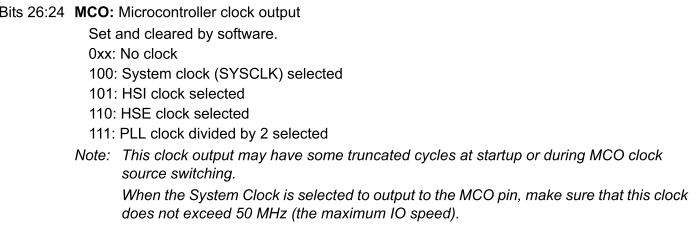 Bits 26:24 MCO: Microcontroller clock output
Set and cleared by software.
0xx: No clock
100: System clock (SYSCLK) selected
101: HSI clock selected
110: HSE clock selected
111: PLL clock divided by 2 selected
Note: This clock output may have some truncated cycles at startup or during MCO clock
source switching.
When the System Clock is selected to output to the MCO pin, make sure that this clock
does not exceed 50 MHz (the maximum IO speed).